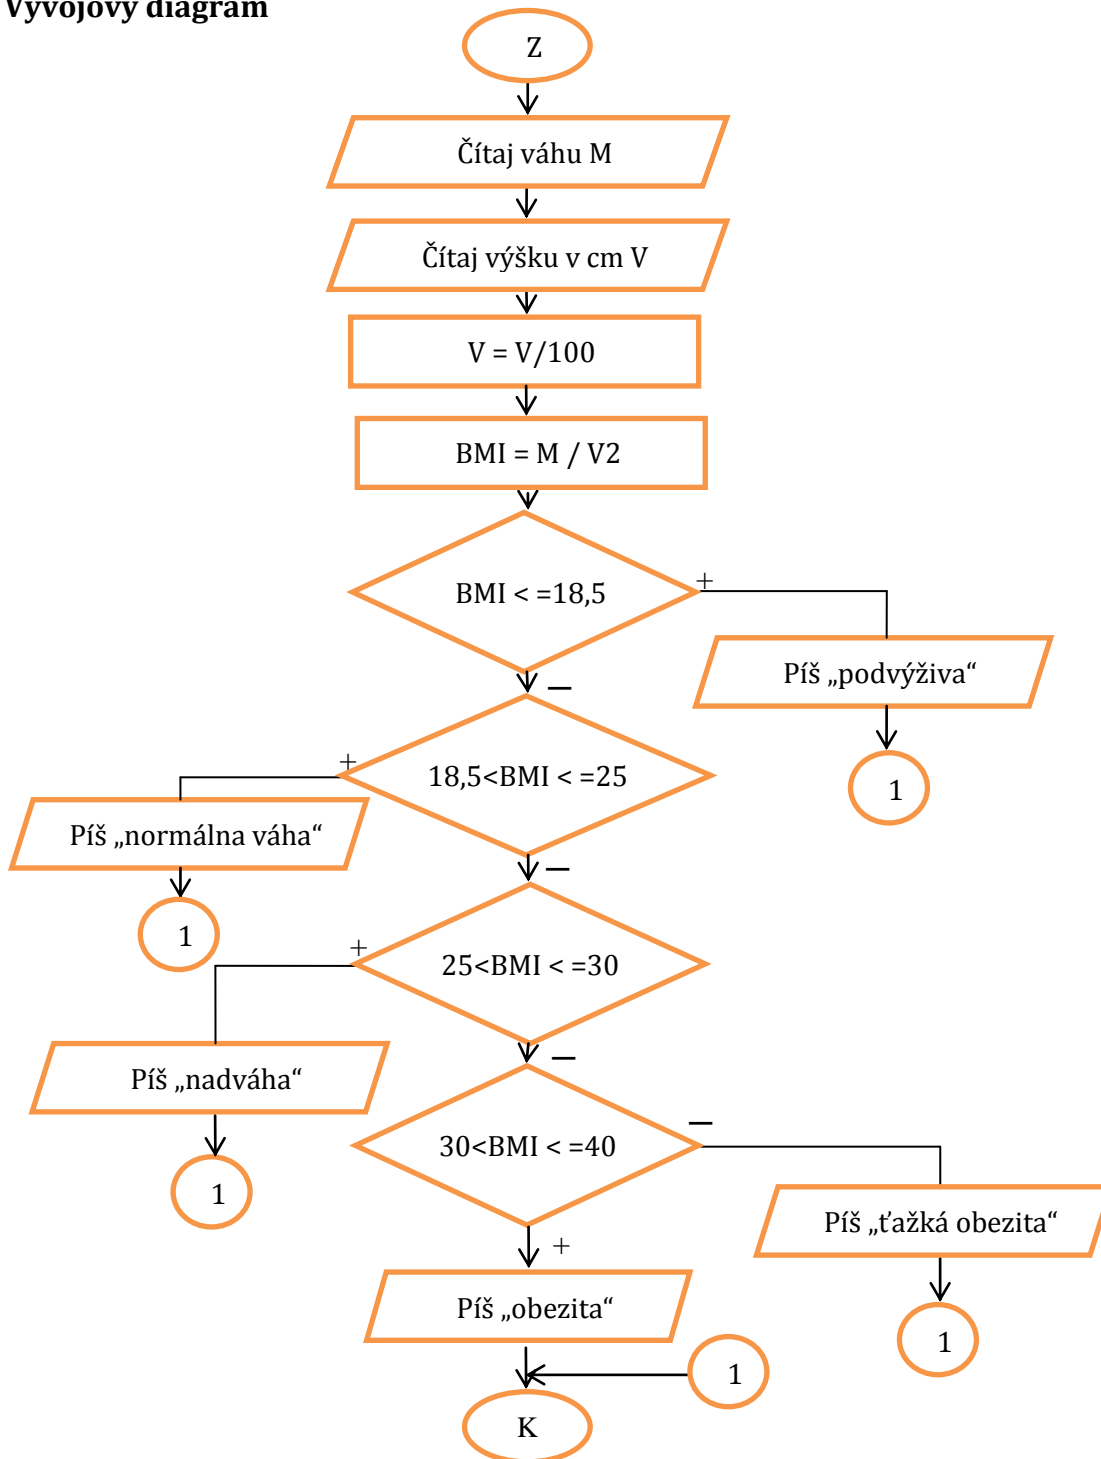 Vývojový diagram
Z
Čítaj váhu M
Čítaj výšku v cm V
V = V/100
BMI = M / V2
BMI < =18,5
+
Píš „podvýživa“
–
1
+
18,5<BMI < =25
Píš „normálna váha“
–
1
+
25<BMI < =30
–
Píš „nadváha“
–
30<BMI < =40
1
Píš „ťažká obezita“
+
Píš „obezita“
1
1
K